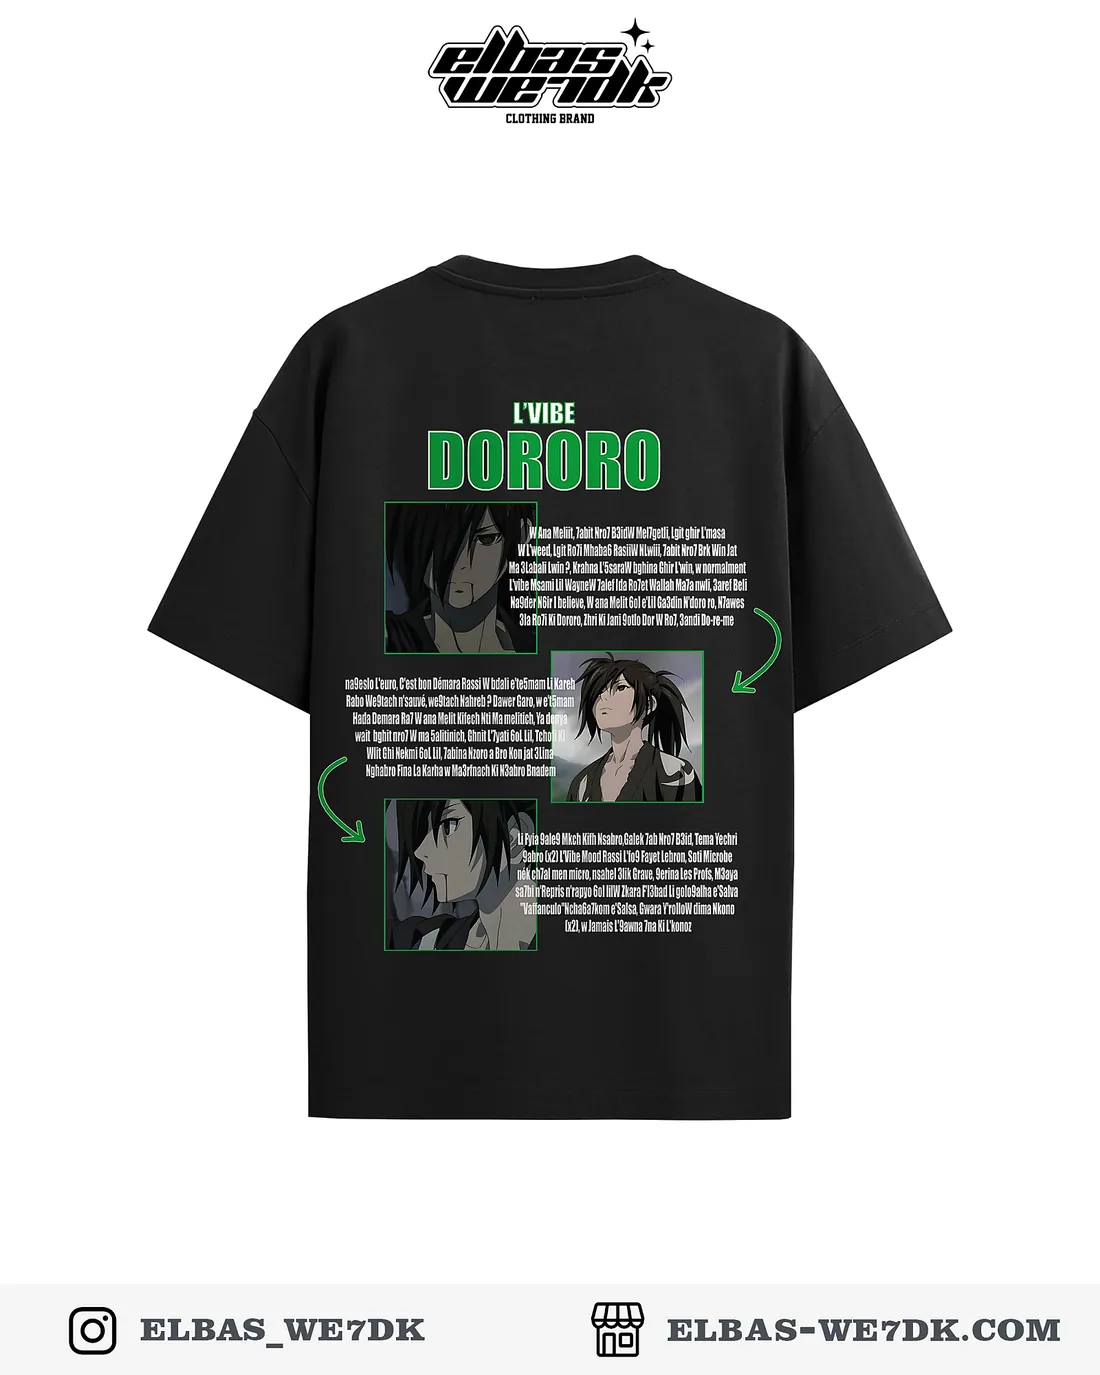 elbas
we7dk
CLOTHING BRAND
L'VIBE
DORORO
W Ana Meliit, 7abit Nro7 B3idW Mel7getli, Lgit ghir L'masa
W L'weed, Lgit Ro7i Mhaba6 RasiiW NLwiii, 7abit Nro7 Brk Win Jat
Ma 3Labali Lwin ?, Krahna L'5saraW bghina Ghir L'win, w normalment
L'vibe Msami Lil WayneW 7alef Ida Ro7et Wallah Ma7a nwli, 3aref Beli
Na9der N6ir I believe, W ana Melit 6ol e'Lil Ga3din N'doro ro, N7awes
3la Ro7i Ki Dororo, Zhri Ki Jani 9otlo Dor W Ro7, 3andi Do-re-me
na9eslo L'euro, C'est bon Démara Rassi W bdali e'te5mam Li Kareh
Rabo We9tach n'sauvé, we9tach Nahreb ? Dawer Garo, w e't5mam
Hada Demara Ra7 W ana Melit Kifech Nti Ma melitich, Ya denya
wait bghit nro7 W ma 5alitinich, Ghnit L'7yati 6oL Lil, Tchofi Ki
Wlit Ghi Nekmi 6oL Lil, 7abina Nzoro a Bro Kon jat 3Lina
Nghabro Fina La Karha w Ma3rfnach Ki N3abro Bnadem
Li Fyia 9ale9 Mkch Kifh Nsabro,Galek 7ab Nro7 B3id, Tema Yechri
9abro (x2) L'Vibe Mood Rassi L'fo9 Fayet Lebron, Soti Microbe
nék ch7al men micro, nsahel 3lik Grave, 9erina Les Profs, M3aya
sa7bi n'Repris n'rapyo 6ol lilW Zkara F'l3bad Li golo9alha e'Salva
"Vaffanculo"Ncha6a7kom e'Salsa, Gwara Y'rolloW dima Nkono
(x2), w Jamais L'9awna 7na Ki L'konoz
ELBAS_WE7DK
ELBAS-WE7DK.COM